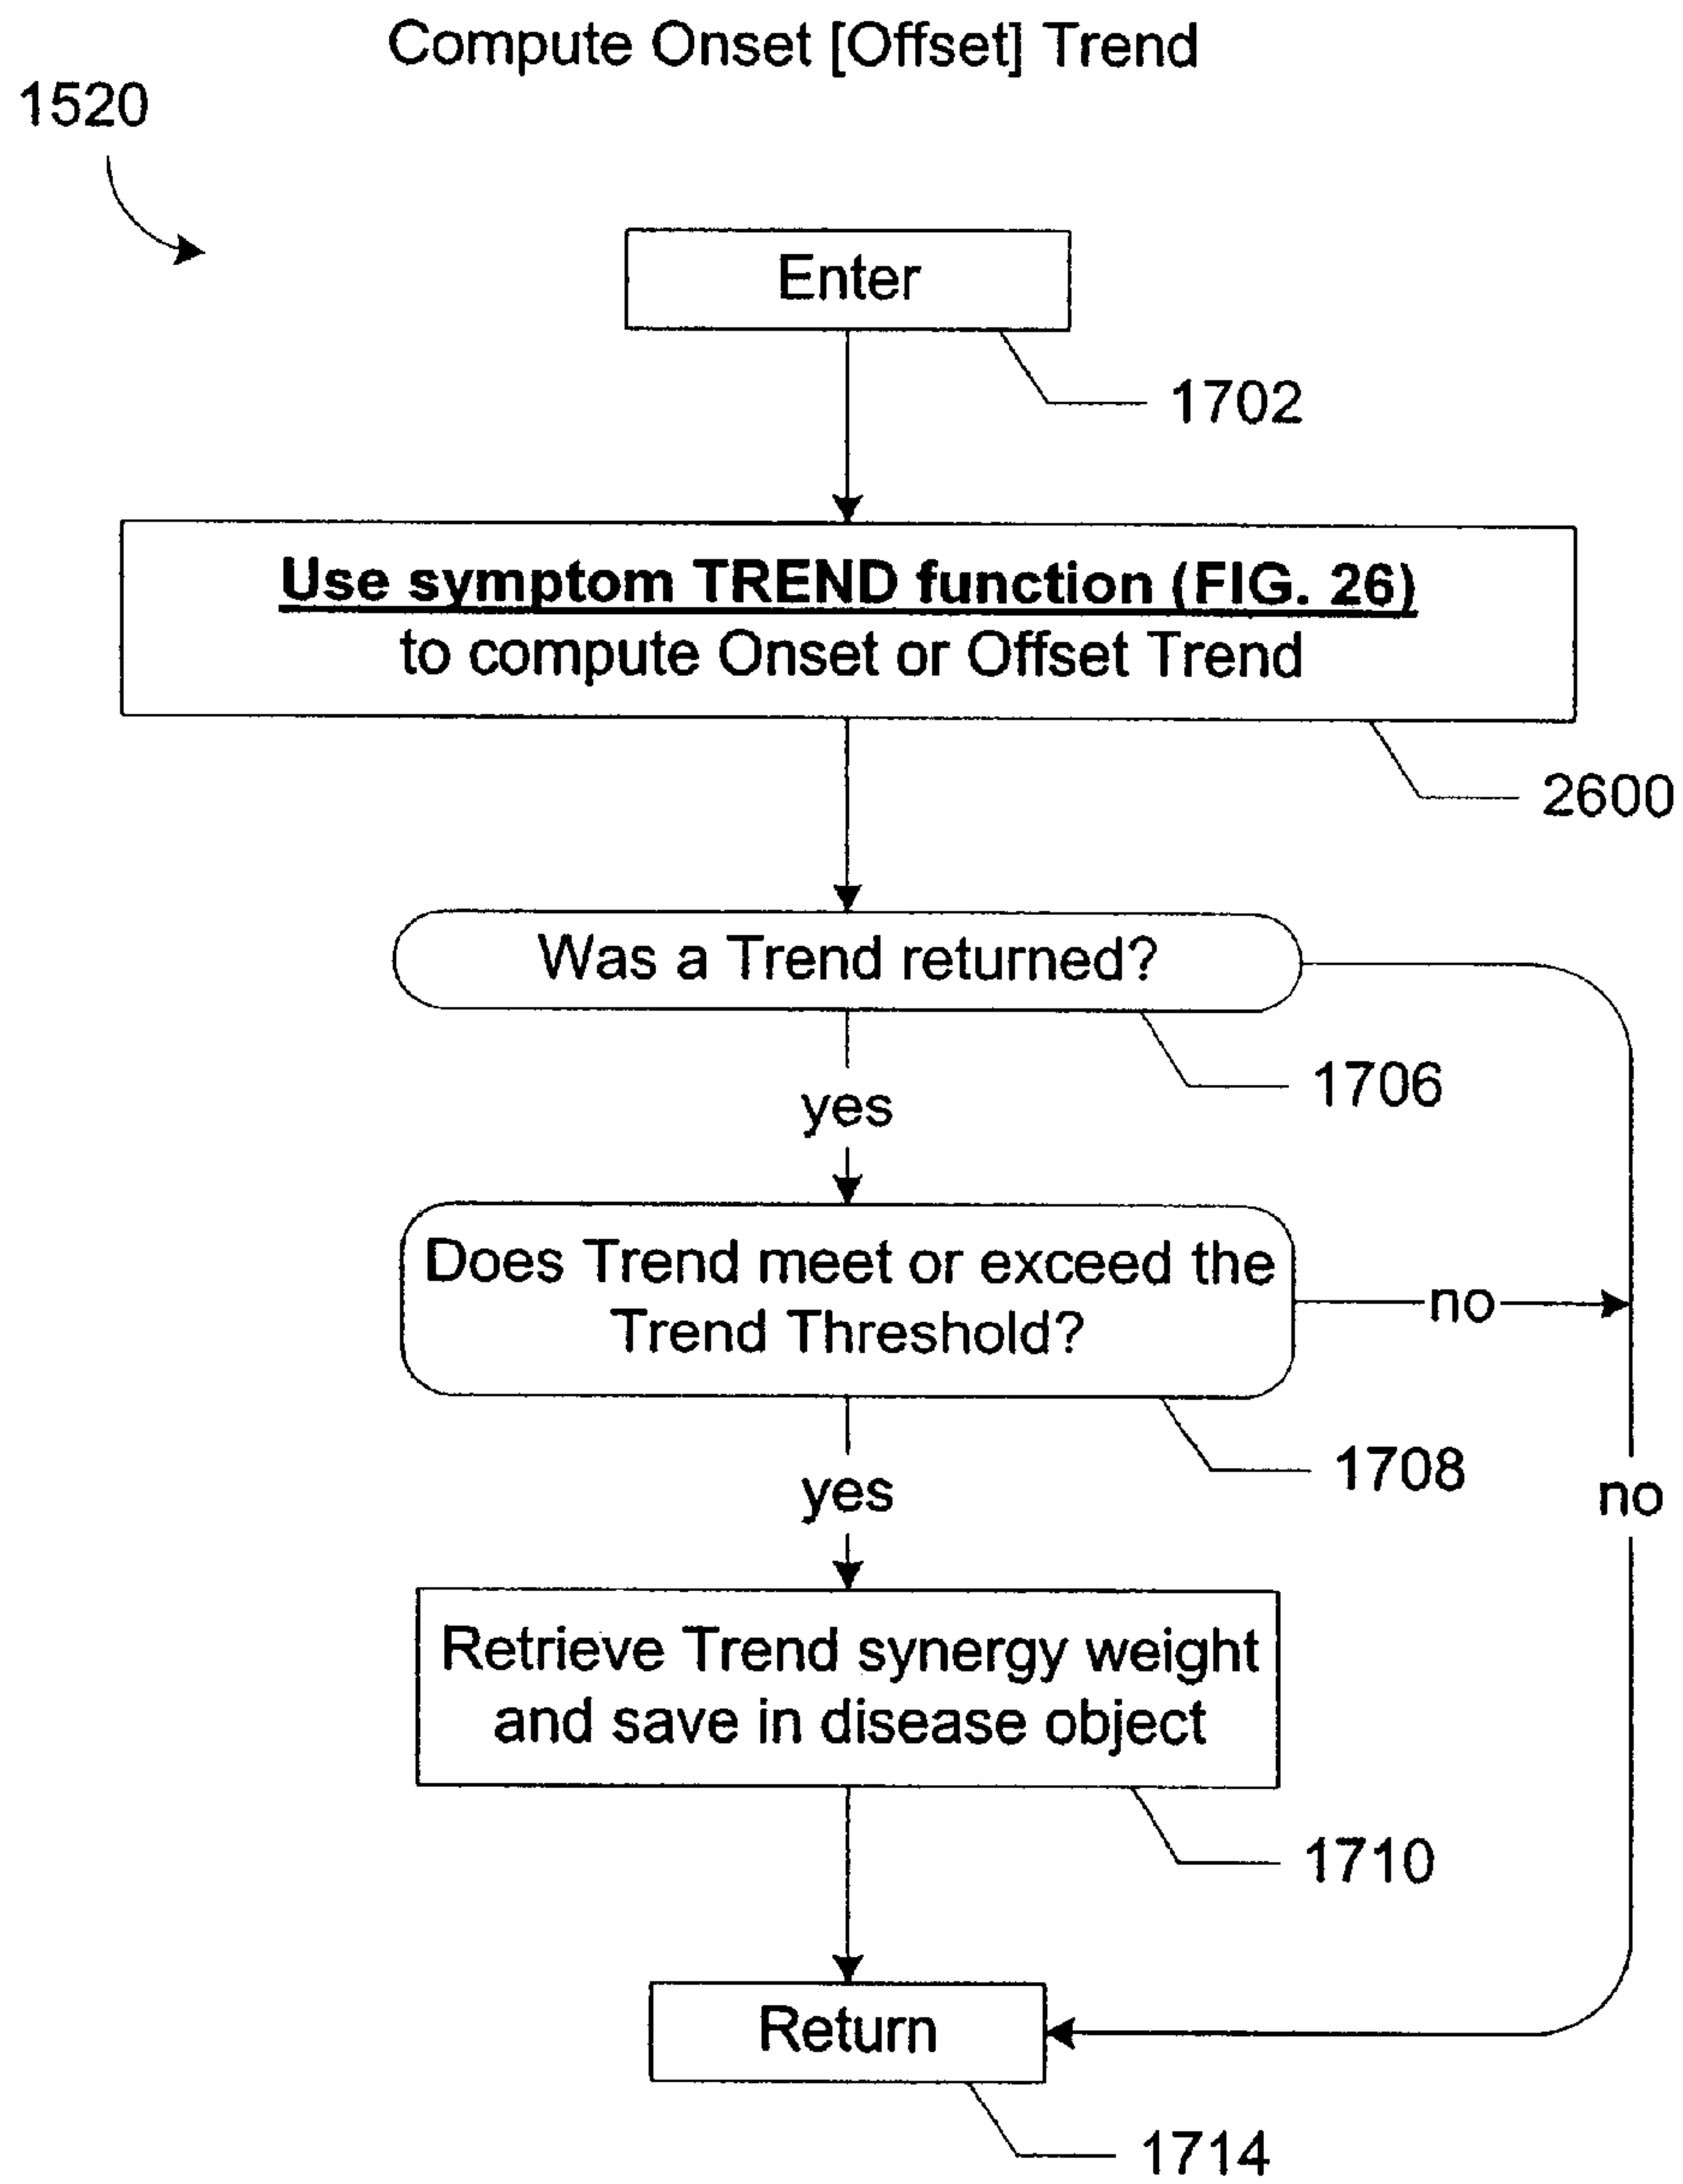 Compute Onset [Offset] Trend
1520
Enter
1702
Use symptom TREND function (FIG. 26)
to compute Onset or Offset Trend
2600
Was a Trend returned?
1706
yes
Does Trend meet or exceed the
Trend Threshold?
no
1708
yes
no
Retrieve Trend synergy weight
and save in disease object
1710
Return
1714